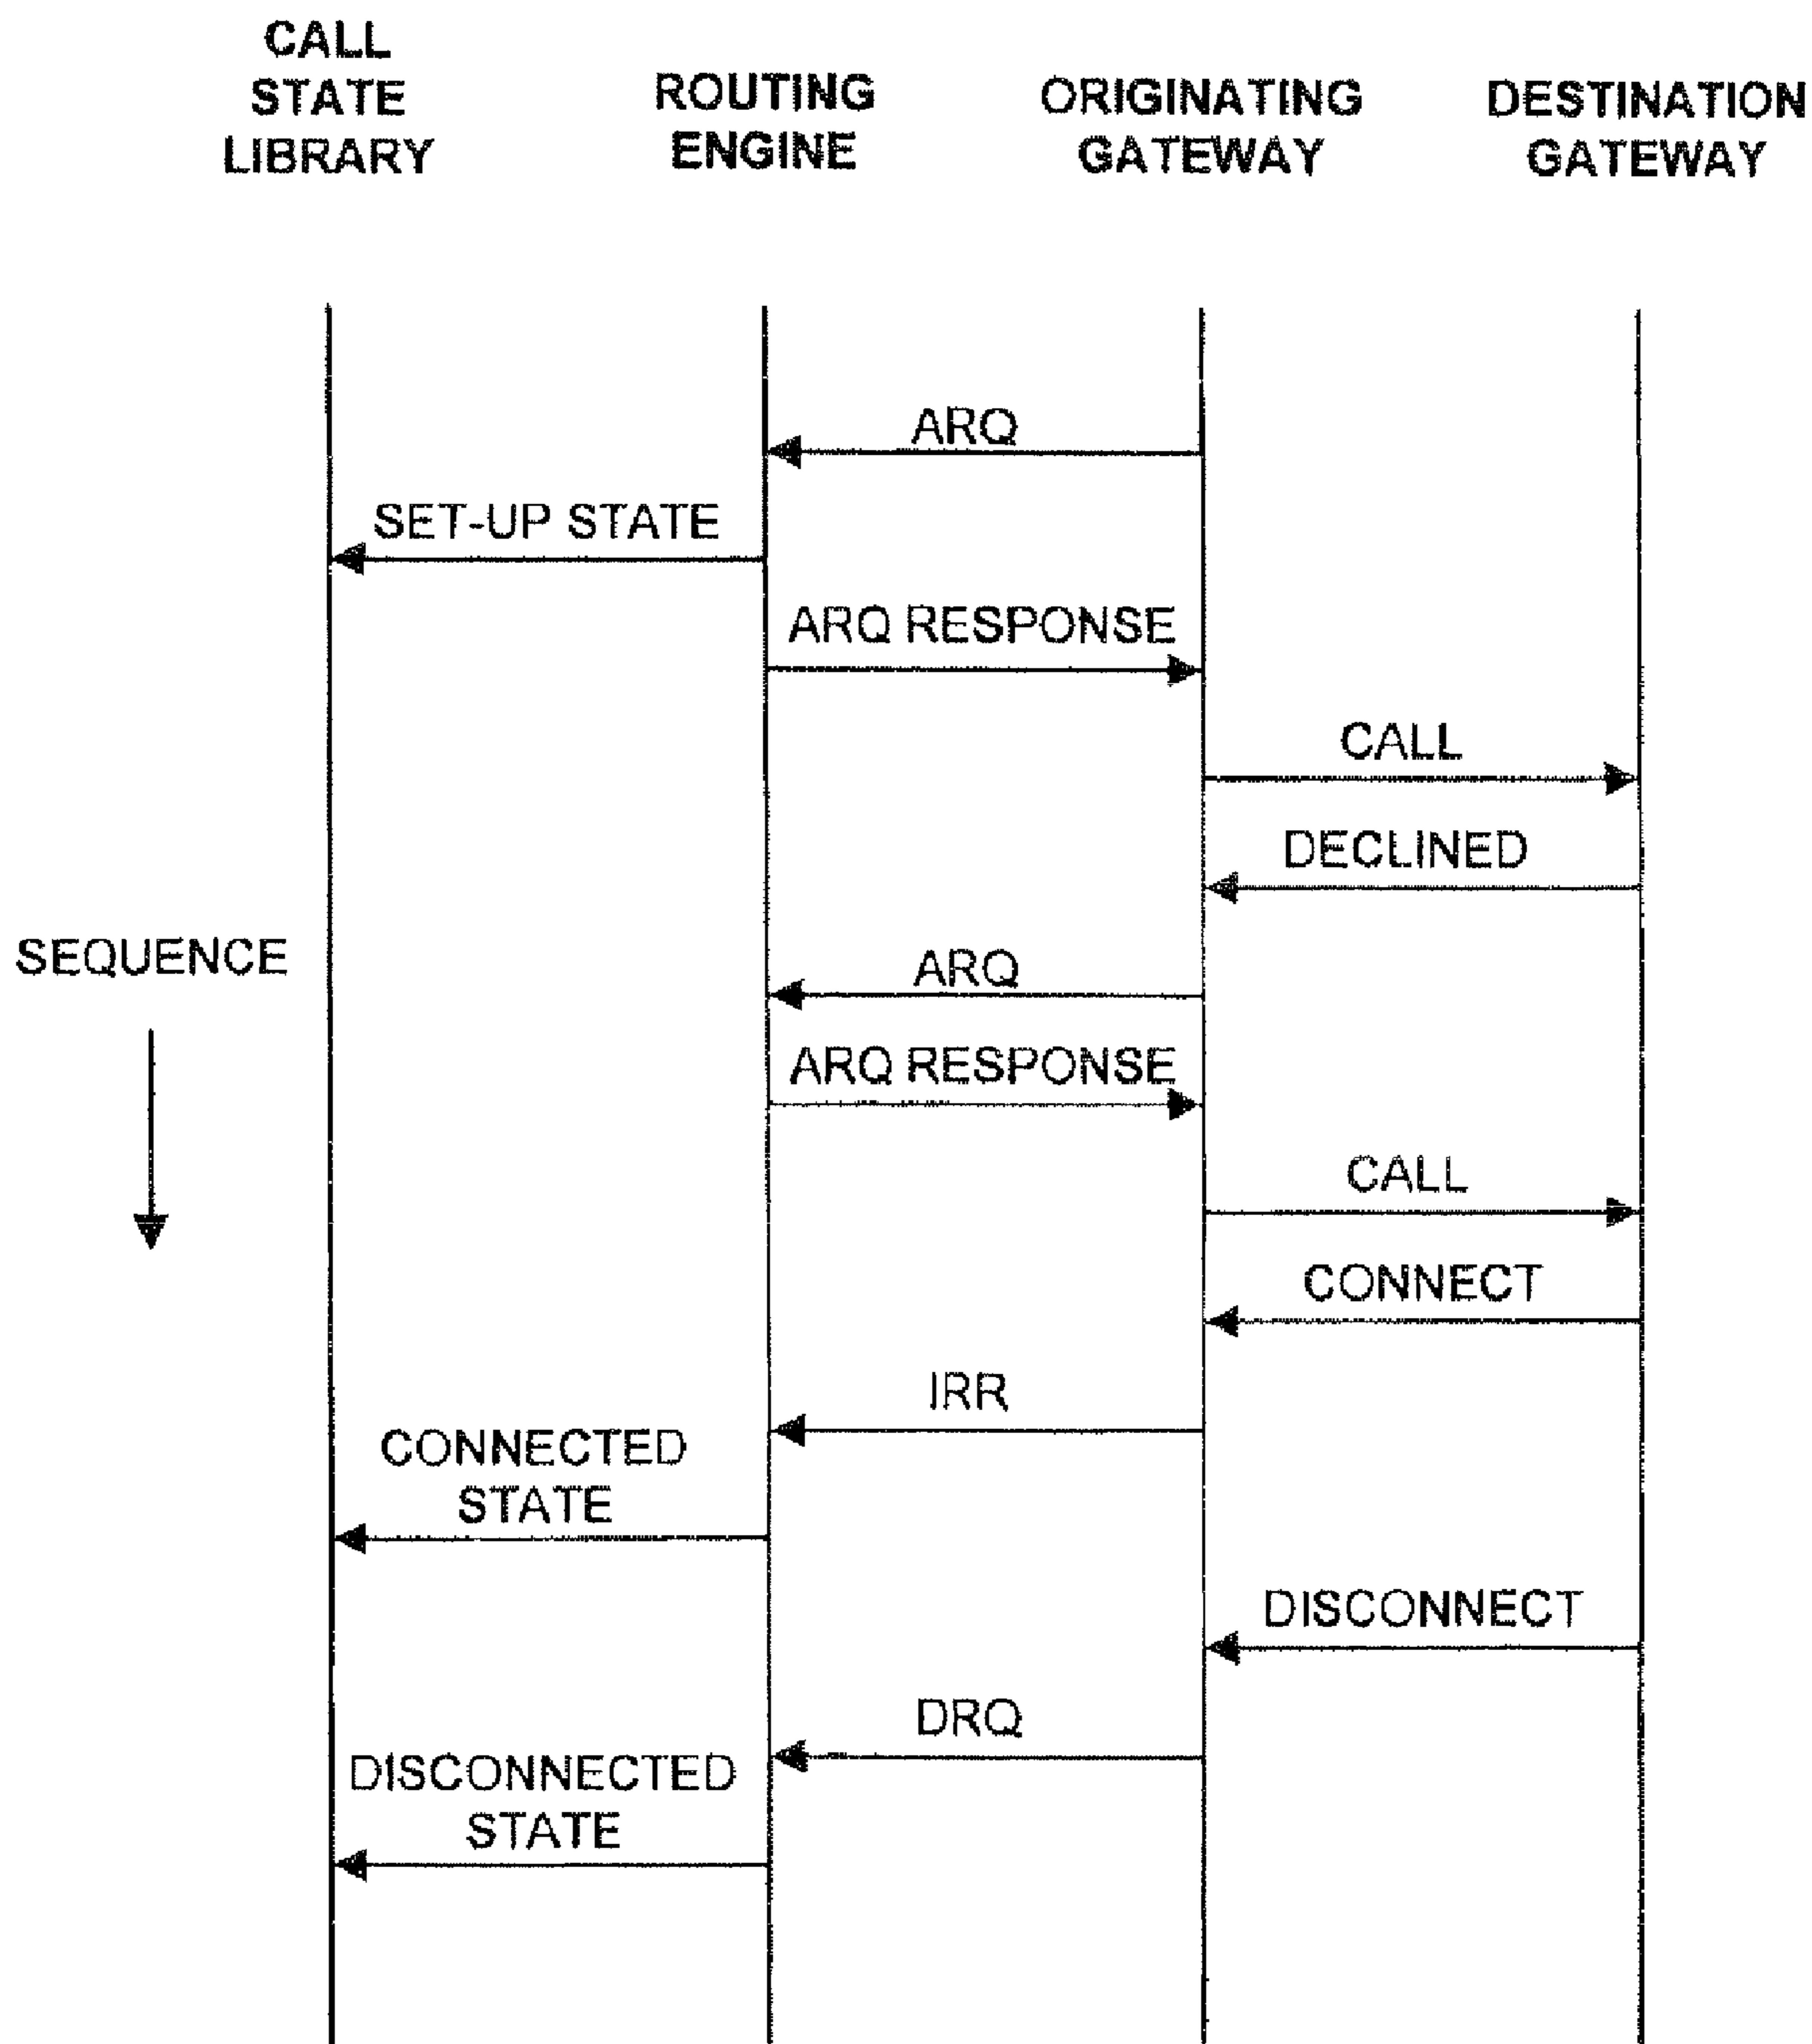 CALL
STATE
LIBRARY
ROUTING
ENGINE
ORIGINATING
GATEWAY
DESTINATION
GATEWAY
ARQ
SET-UP STATE
ARQ RESPONSE
CALL
DECLINED
SEQUENCE
ARQ
ARQ RESPONSE
CALL
CONNECT
IRR
CONNECTED
STATE
DISCONNECT
DRQ
DISCONNECTED
STATE